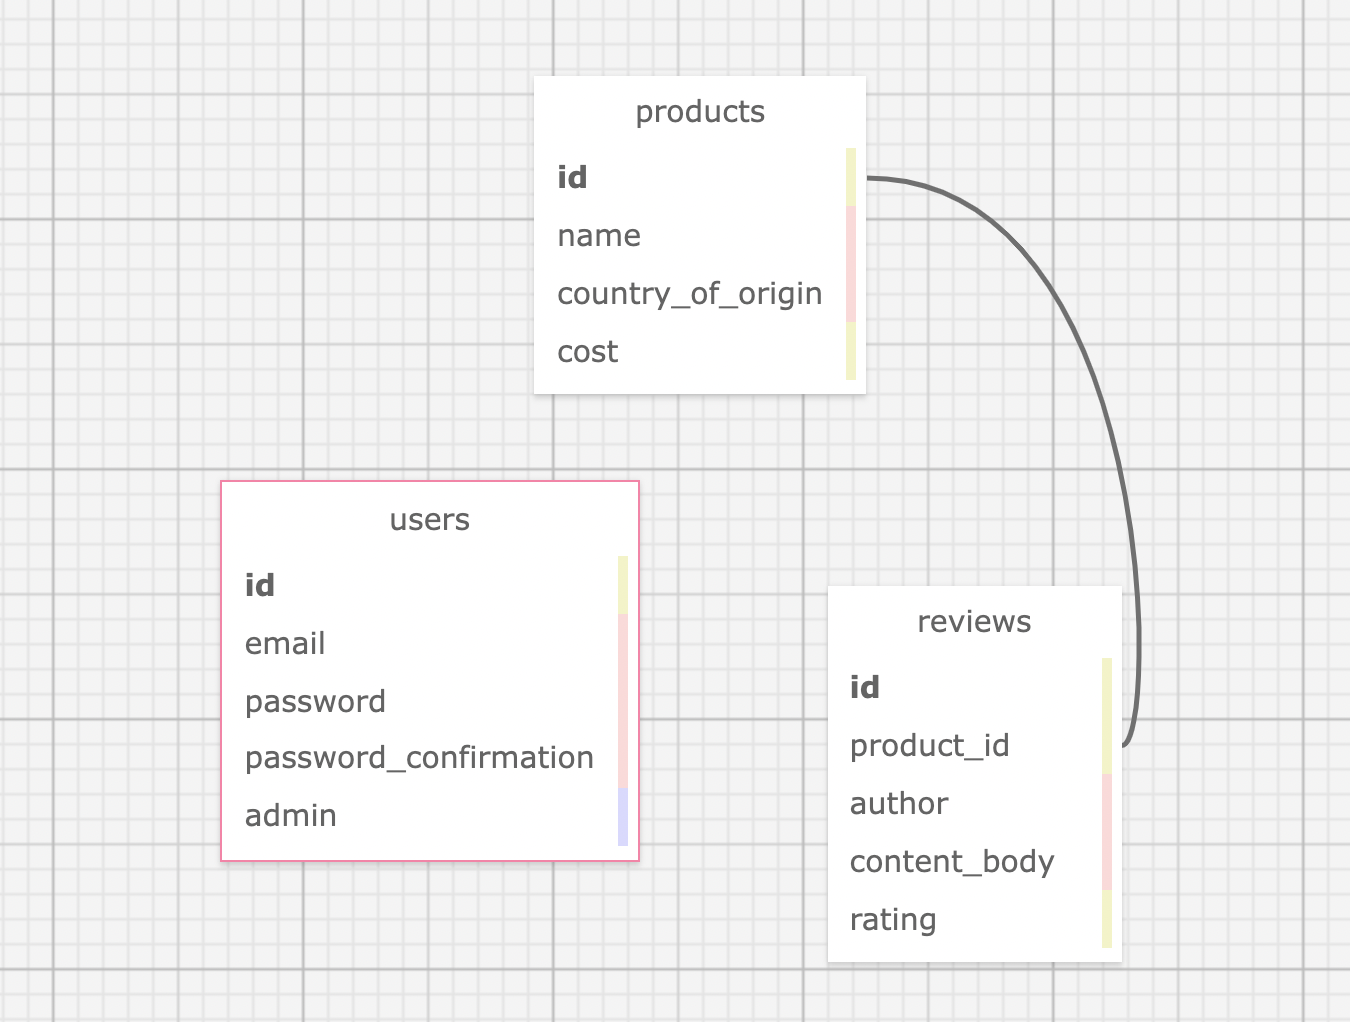 products
id
name
country_of_origin
cost
users
id
email
password
password_confirmation
admin
reviews
id
product_id
author
content_body
rating